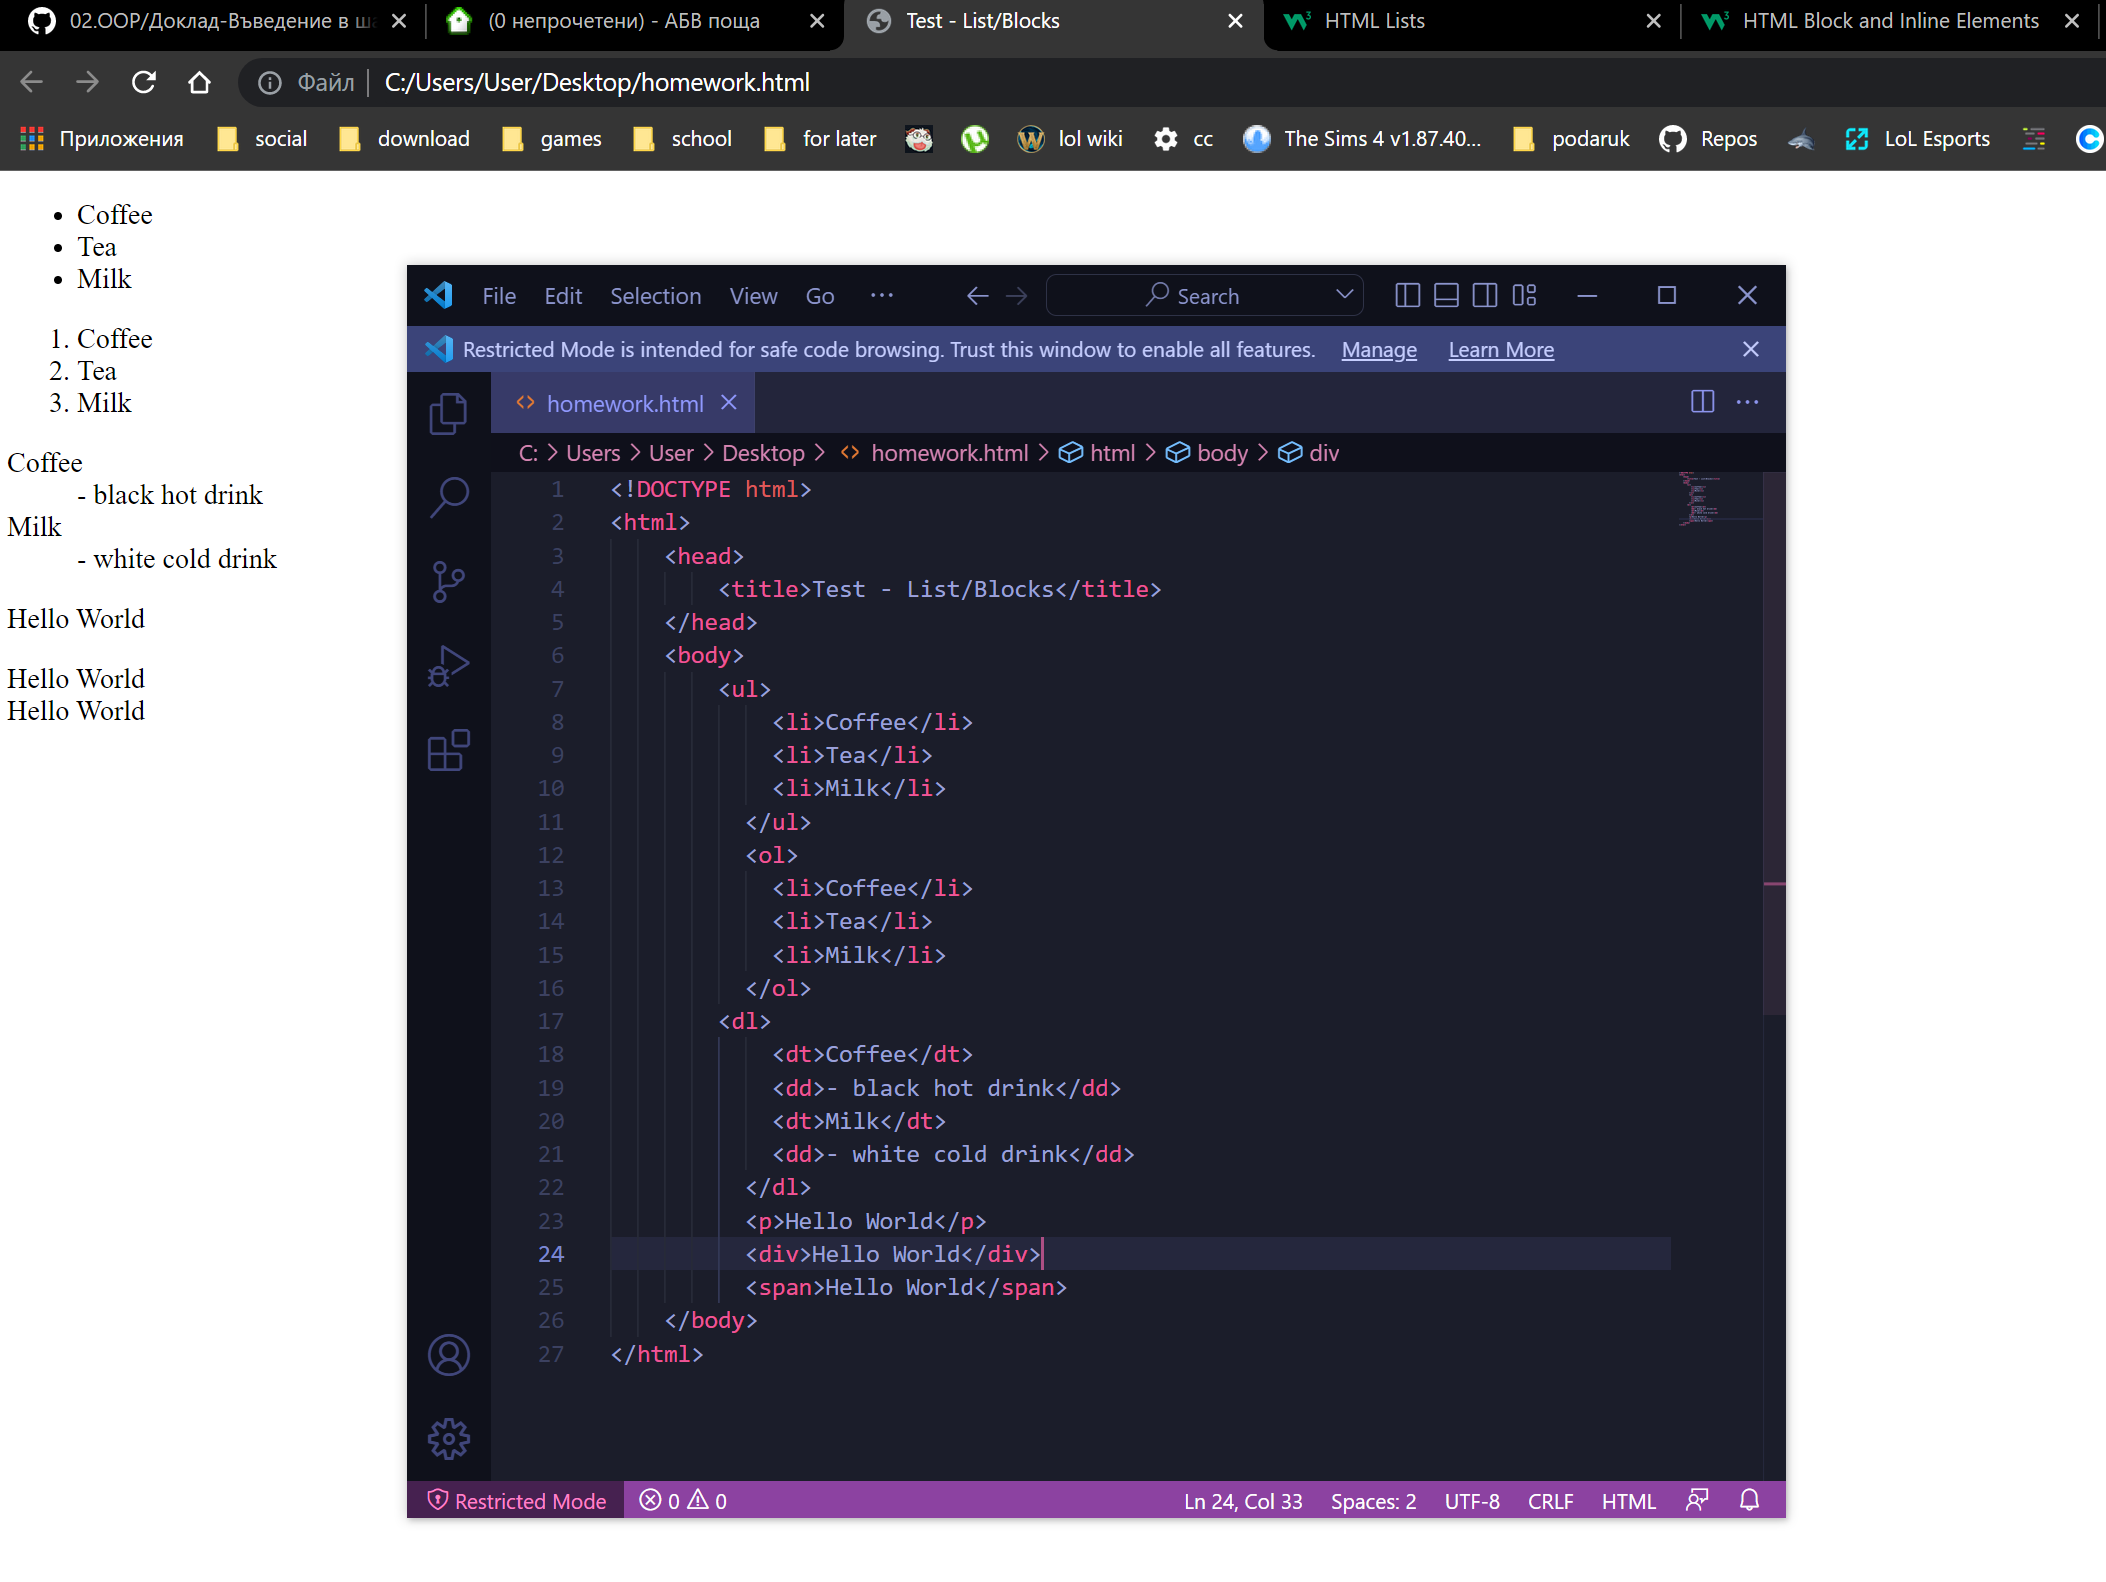 02.OOP/Доклад-Въведение в ша
(0 непрочетени) - АБВ поща
Test - List/Blocks
HTML Lists
HTML Block and Inline Elements
Файл
C:/Users/User/Desktop/homework.html
Приложения
social
download
games
school
for later
lol wiki
cc
The Sims 4 v1.87.40...
podaruk
Repos
LoL Esports
• Coffee
• Tea
• Milk
1. Coffee
2. Tea
3. Milk
Coffee
- black hot drink
Milk
- white cold drink
Hello World
Hello World
Hello World
File Edit Selection View Go ... Search
Restricted Mode is intended for safe code browsing. Trust this window to enable all features. Manage Learn More
homework.html
C: > Users > User > Desktop > homework.html > html > body > div
1 <!DOCTYPE html>
2 <html>
3 <head>
4 <title>Test - List/Blocks</title>
5 </head>
6 <body>
7 <ul>
8 <li>Coffee</li>
9 <li>Tea</li>
10 <li>Milk</li>
11 </ul>
12 <ol>
13 <li>Coffee</li>
14 <li>Tea</li>
15 <li>Milk</li>
16 </ol>
17 <dl>
18 <dt>Coffee</dt>
19 <dd>- black hot drink</dd>
20 <dt>Milk</dt>
21 <dd>- white cold drink</dd>
22 </dl>
23 <p>Hello World</p>
24 <div>Hello World</div>
25 <span>Hello World</span>
26 </body>
27 </html>
Restricted Mode 0 0 Ln 24, Col 33 Spaces: 2 UTF-8 CRLF HTML